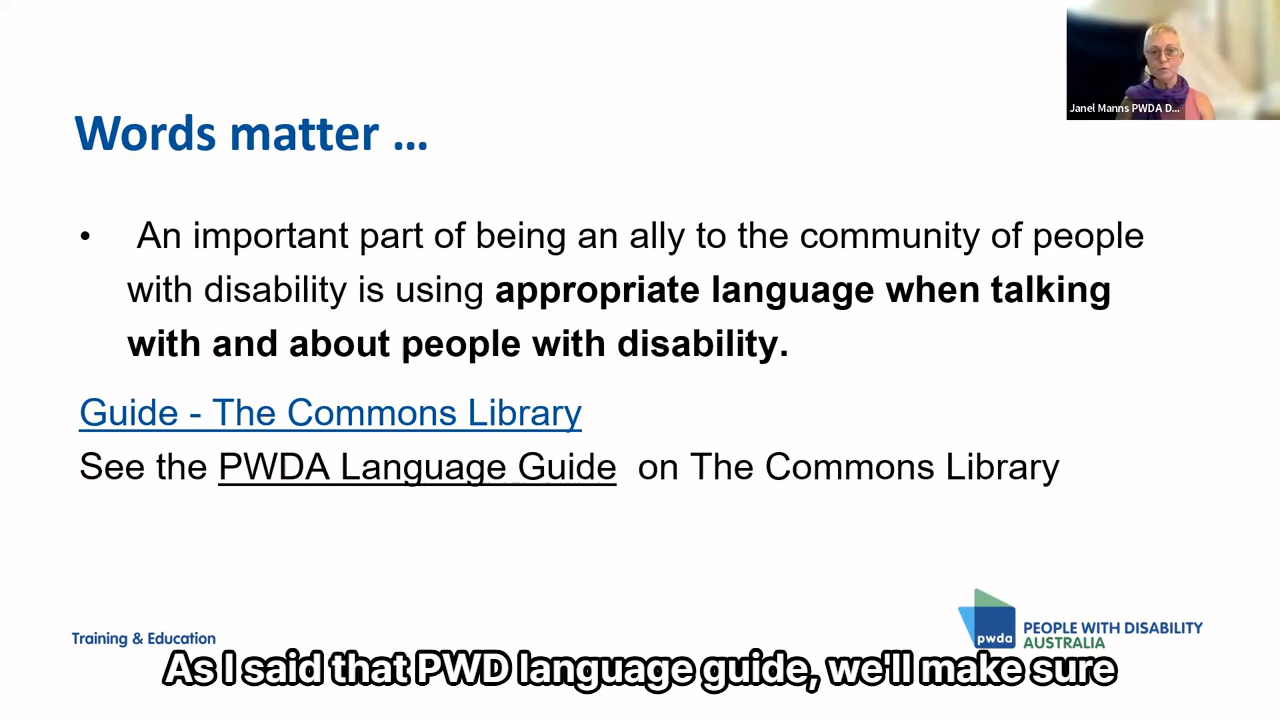 Janel Manns PWDA D...
Words matter ...
• An important part of being an ally to the community of people
with disability is using appropriate language when talking
with and about people with disability.
Guide - The Commons Library
See the PWDA Language Guide on The Commons Library
Training & Education
pwda
PEOPLE WITH DISABILITY
AUSTRALIA
As I said that PWD language guide, we'll make sure